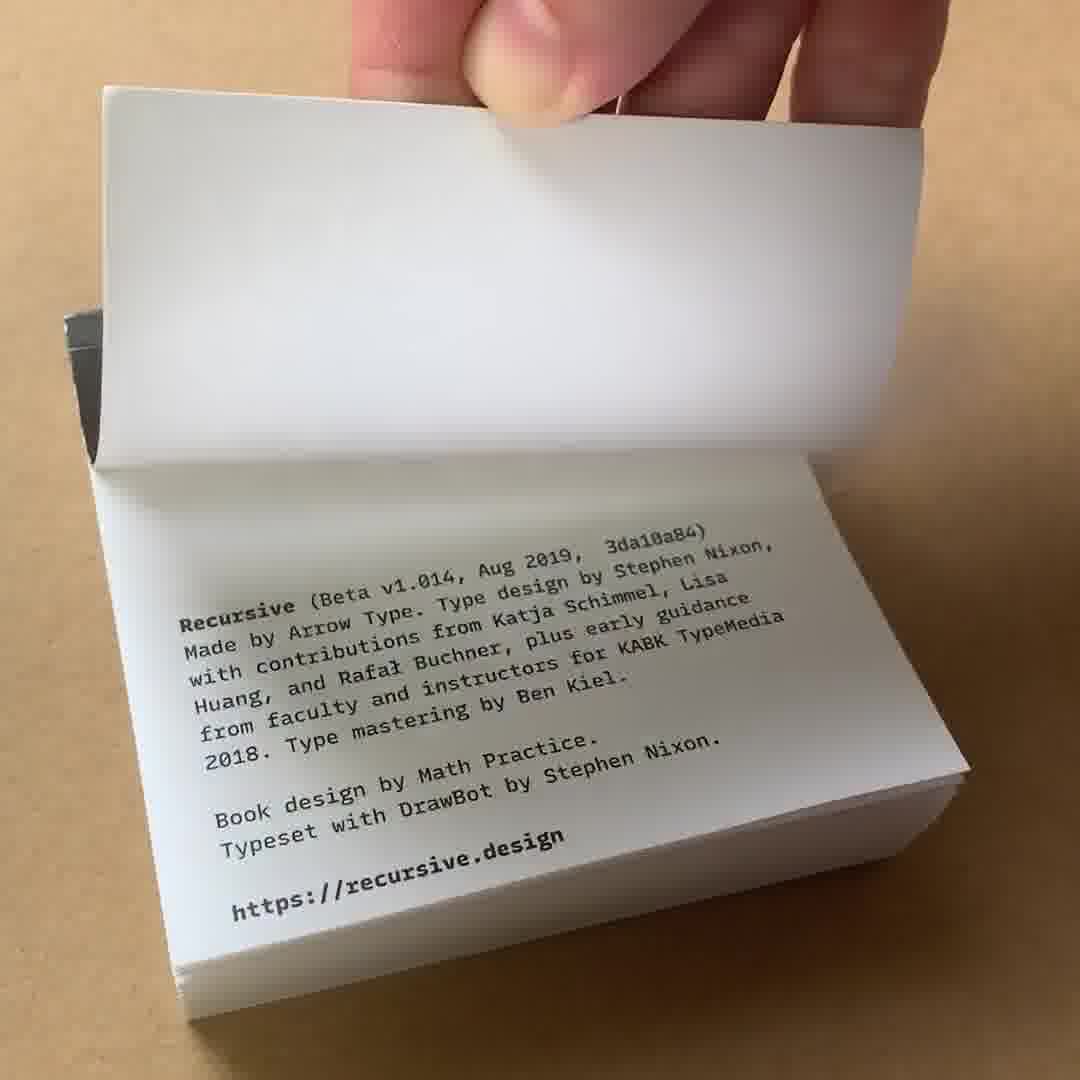 Recursive (Beta v1.014, Aug 2019, 3da10a84)
Made by Arrow Type. Type design by Stephen Nixon,
with contributions from Katja Schimmel, Lisa
Huang, and Rafał Buchner, plus early guidance
from faculty and instructors for KABK TypeMedia
2018. Type mastering by Ben Kiel.
Book design by Math Practice.
Typeset with DrawBot by Stephen Nixon.
https://recursive.design